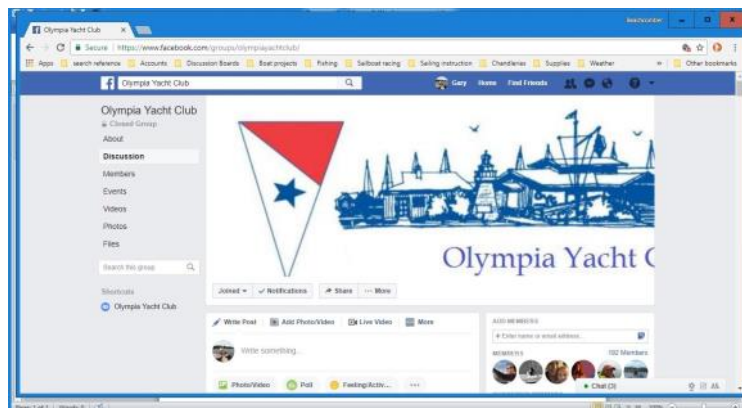 Olympia Yacht Club
Secure | https://www.facebook.com/groups/olympiayachtclub/
Apps search reference Accounts Discussion Boards Boat projects Fishing Sailboat racing Sailing instruction Chandleries Supplies Weather » Other bookmarks
Olympia Yacht Club Gary Home Find Friends
Olympia Yacht Club
Closed Group
About
Discussion
Members
Events
Videos
Photos
Files
Search this group
Shortcuts
Olympia Yacht Club
Olympia Yacht C
Joined Notifications Share More
Write Post Add Photo/Video Live Video More
Write something...
Photo/Video Poll Feeling/Activ...
ADD MEMBERS
+ Enter name or email address...
MEMBERS 192 Members
Chat (3)